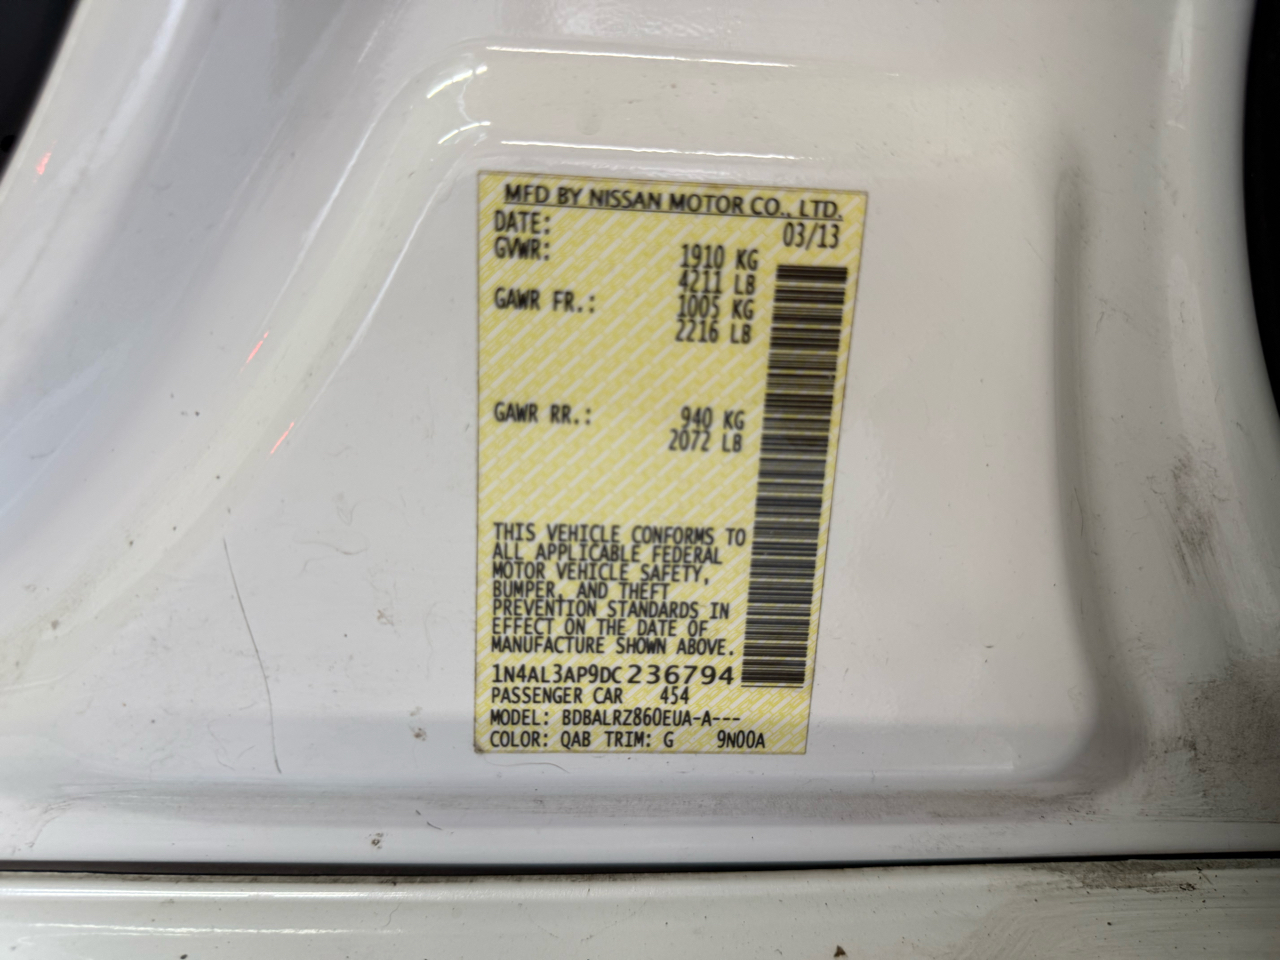 MFD BY NISSAN MOTOR CO., LTD.
DATE: 03/13
GVWR: 1910 KG
4211 LB
GAWR FR.: 1005 KG
2216 LB
GAWR RR.: 940 KG
2072 LB
THIS VEHICLE CONFORMS TO
ALL APPLICABLE FEDERAL
MOTOR VEHICLE SAFETY,
BUMPER, AND THEFT
PREVENTION STANDARDS IN
EFFECT ON THE DATE OF
MANUFACTURE SHOWN ABOVE.
1N4AL3AP9DC236794
PASSENGER CAR 454
MODEL: BDBALRZ860EUA-A---
COLOR: QAB TRIM: G 9N00A